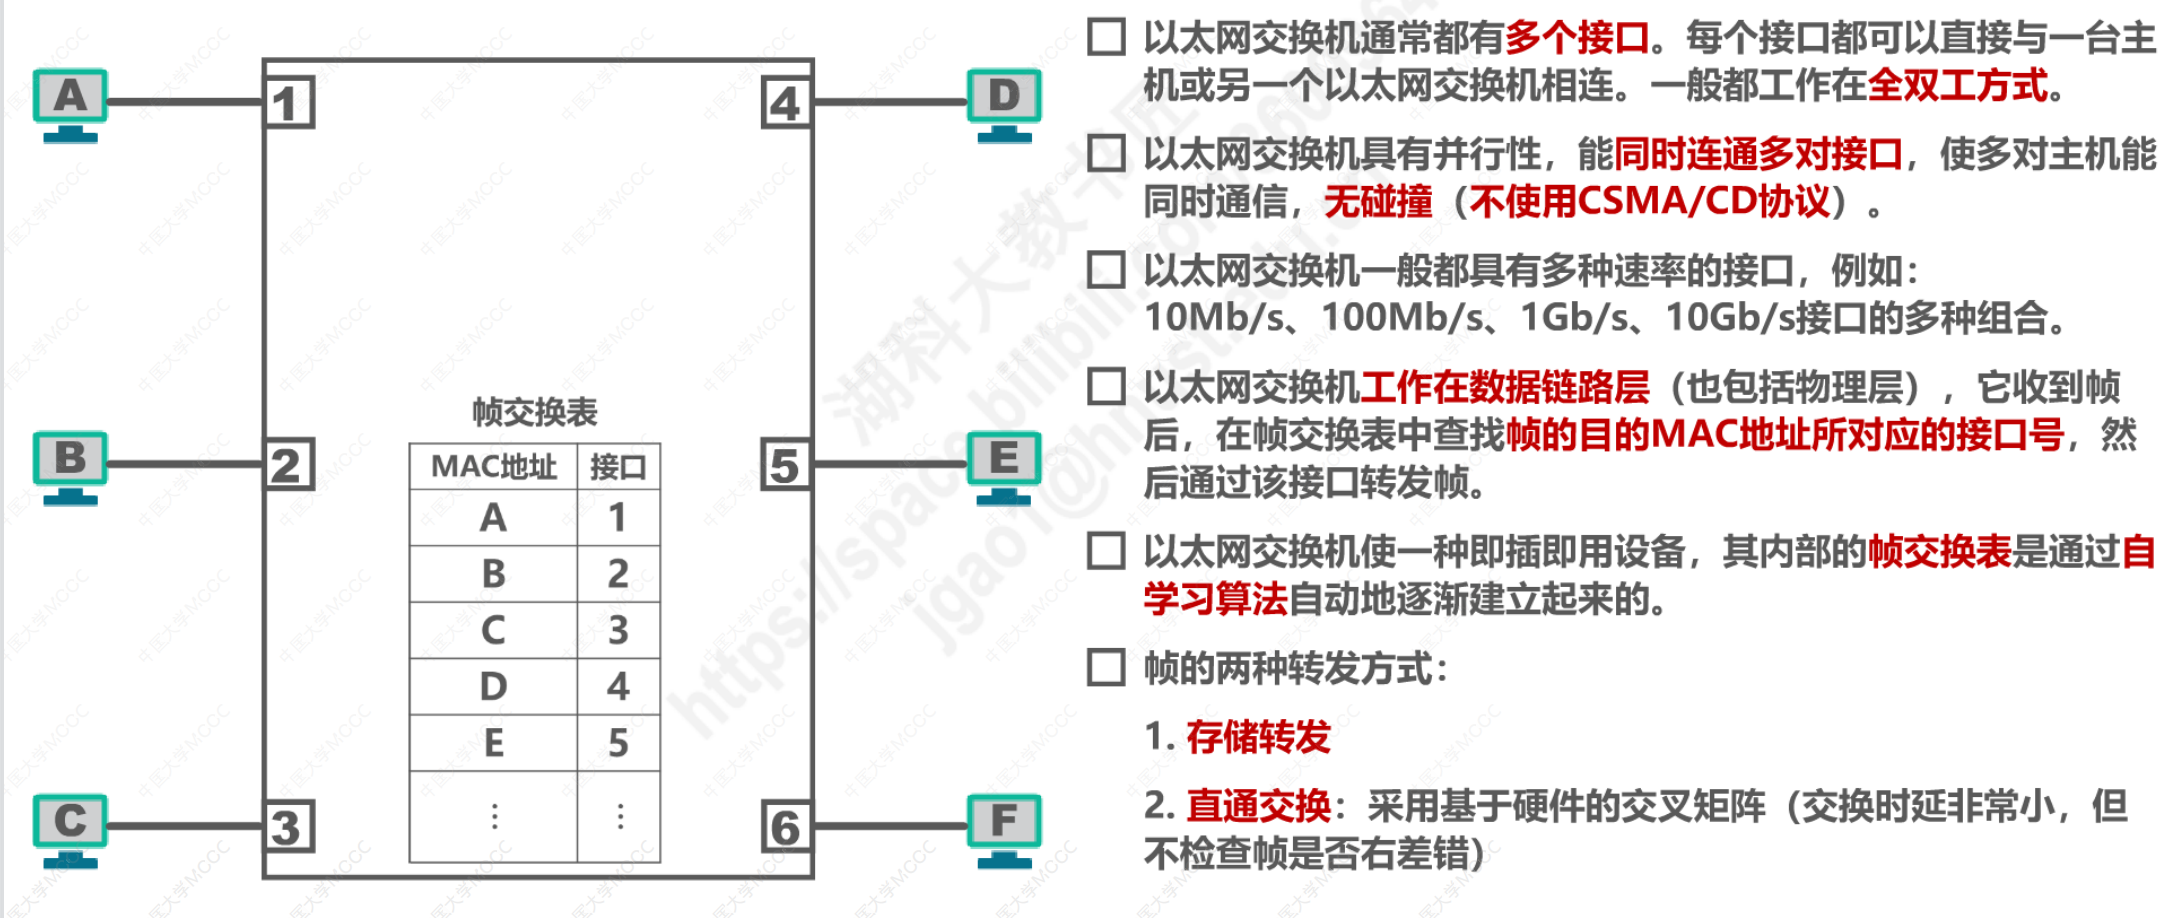 A
1
4
D
B
2
5
E
C
3
6
F
帧交换表
MAC地址 接口
A 1
B 2
C 3
D 4
E 5
⋮ ⋮
以太网交换机通常都有多个接口。每个接口都可以直接与一台主
机或另一个以太网交换机相连。一般都工作在全双工方式。
以太网交换机具有并行性，能同时连通多对接口，使多对主机能
同时通信，无碰撞（不使用CSMA/CD协议）。
以太网交换机一般都具有多种速率的接口，例如：
10Mb/s、100Mb/s、1Gb/s、10Gb/s接口的多种组合。
以太网交换机工作在数据链路层（也包括物理层），它收到帧
后，在帧交换表中查找帧的目的MAC地址所对应的接口号，然
后通过该接口转发帧。
以太网交换机使一种即插即用设备，其内部的帧交换表是通过自
学习算法自动地逐渐建立起来的。
帧的两种转发方式：
1. 存储转发
2. 直通交换：采用基于硬件的交叉矩阵（交换时延非常小，但
不检查帧是否右差错）
湖科大教书匠
中国大学MOOC